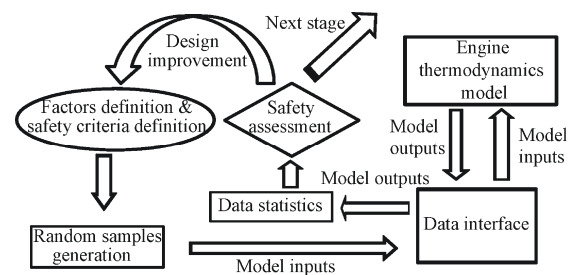 Next stage
Design
improvement
Engine
thermodynamics
model
Factors definition &
safety criteria definition
Safety
assessment
Model
outputs
Model
inputs
Model outputs
Data statistics
Data interface
Random samples
generation
Model inputs